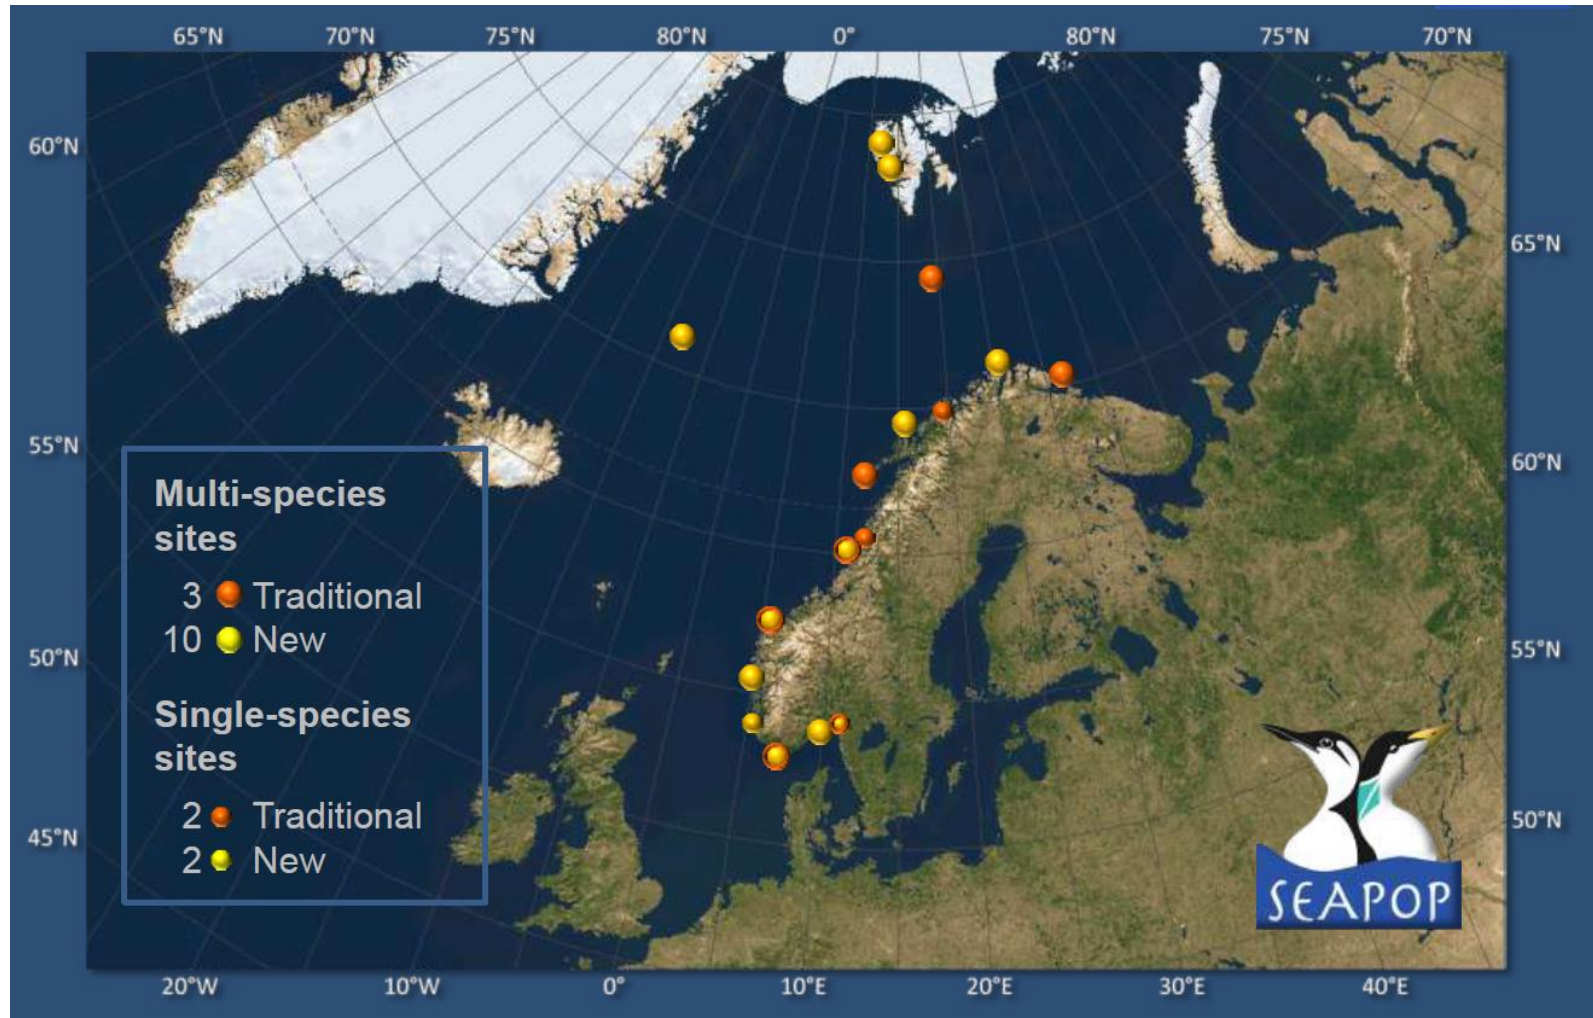 65°N 70°N 75°N 80°N 0° 80°N 75°N 70°N
60°N
65°N
55°N
60°N
Multi-species
sites
3 Traditional
10 New
50°N
55°N
Single-species
sites
2 Traditional
2 New
45°N
50°N
SEAPOP
20°W 10°W 0° 10°E 20°E 30°E 40°E